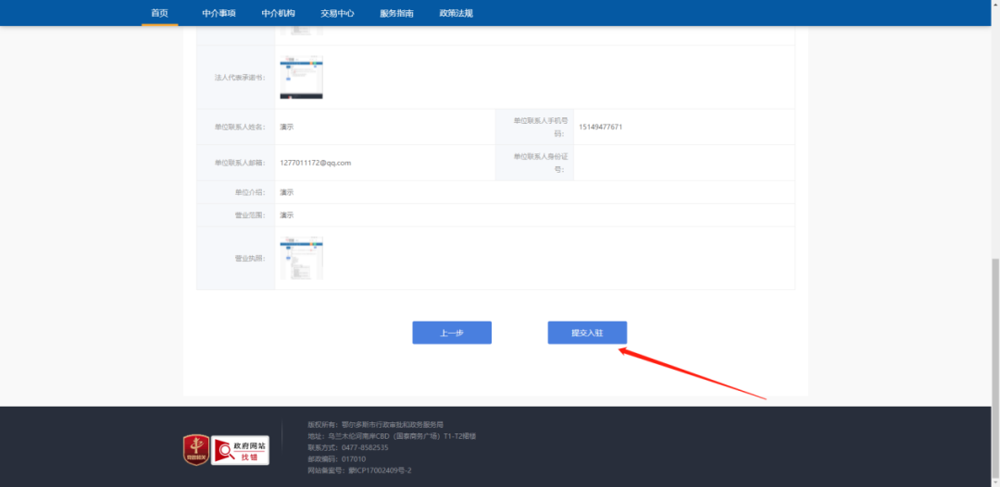 首页 中介事项 中介机构 交易中心 服务指南 政策法规
法人代表承诺书：
单位联系人姓名： 演示 单位联系人手机号码： 15149477671
单位联系人邮箱： 1277011172@qq.com 单位联系人身份证号：
单位介绍： 演示
营业范围： 演示
营业执照：
上一步 提交入驻
版权所有：鄂尔多斯市行政审批和政务服务局
地址：乌兰木伦河南岸CBD（国泰商务广场）T1-T2塔楼
联系方式：0477-8582535
邮政编码：017010
网站备案号：蒙ICP17002409号-2
党政机关
政府网站
找错